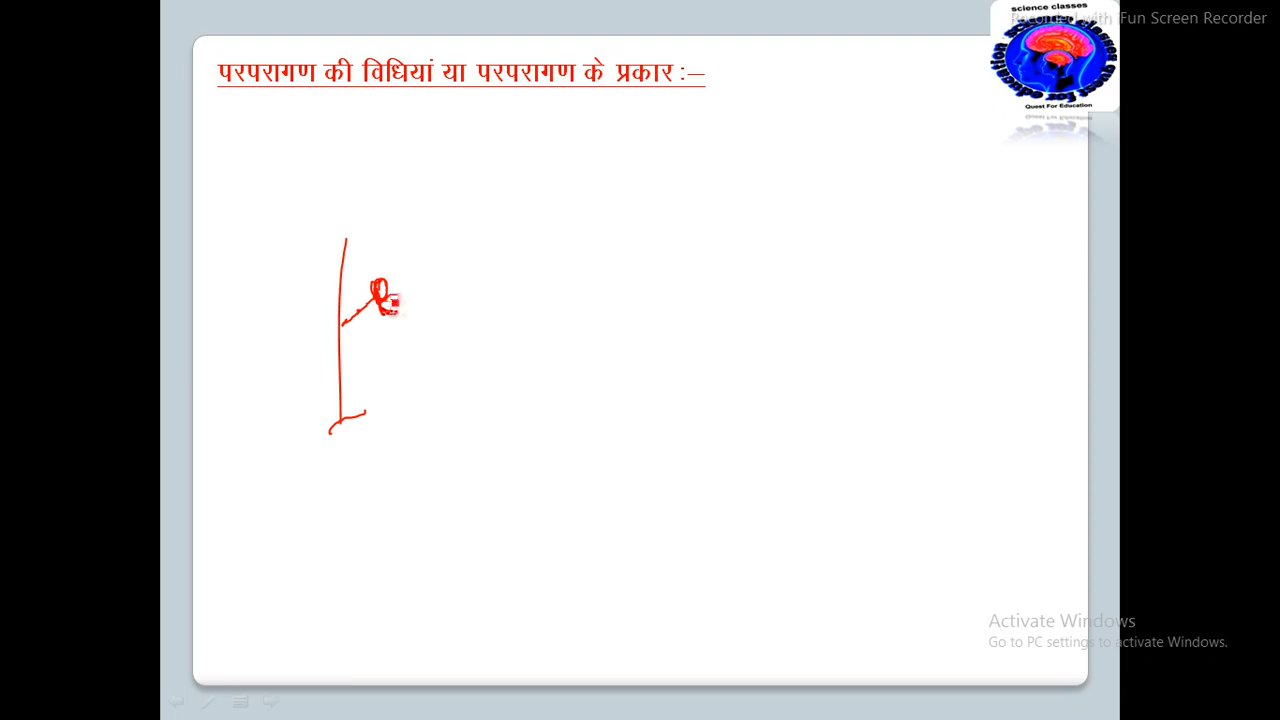 science classes
Recorded with iFun Screen Recorder
परपरागण की विधियां या परपरागण के प्रकार :–
Quest For Education
Activate Windows
Go to PC settings to activate Windows.